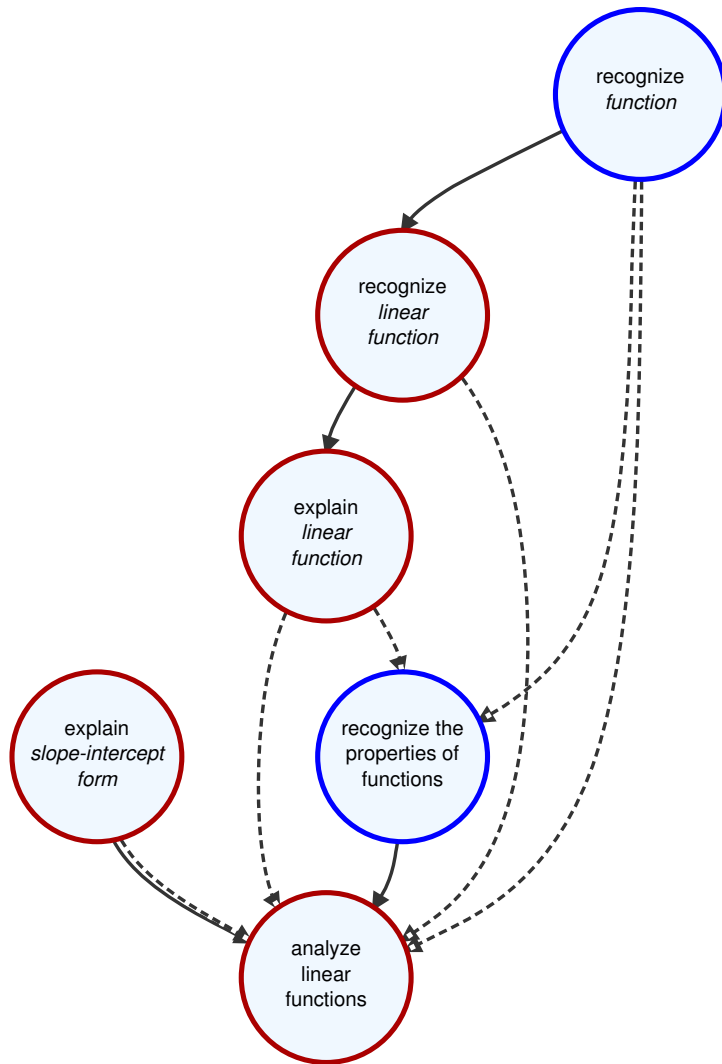 recognize
function
recognize
linear
function
explain
linear
function
explain
slope-intercept
form
recognize the
properties of
functions
analyze
linear
functions